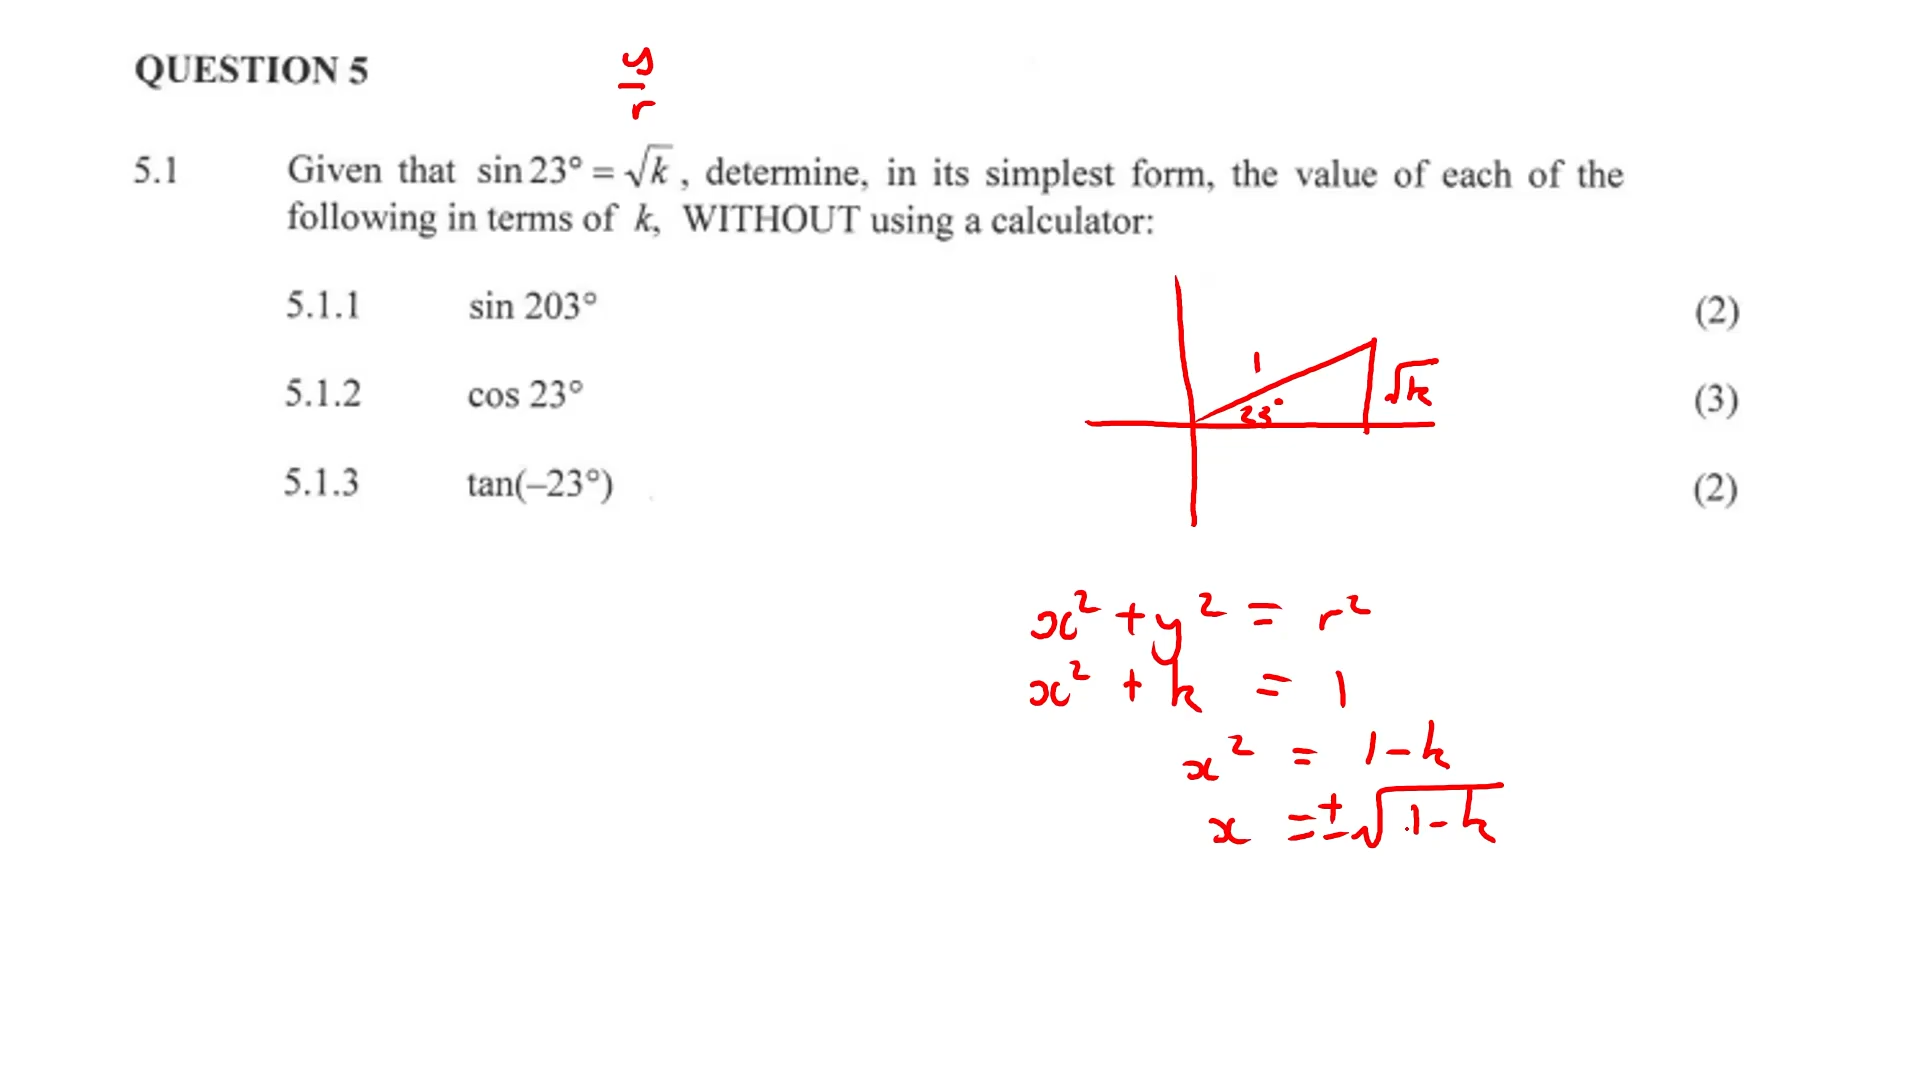 QUESTION 5
y
r
5.1 Given that sin 23° = √k , determine, in its simplest form, the value of each of the
following in terms of k, WITHOUT using a calculator:
5.1.1 sin 203° (2)
5.1.2 cos 23° (3)
5.1.3 tan(–23°) (2)
1
√k
23°
x² + y² = r²
x² + k = 1
x² = 1 - k
x = ± √1 - k